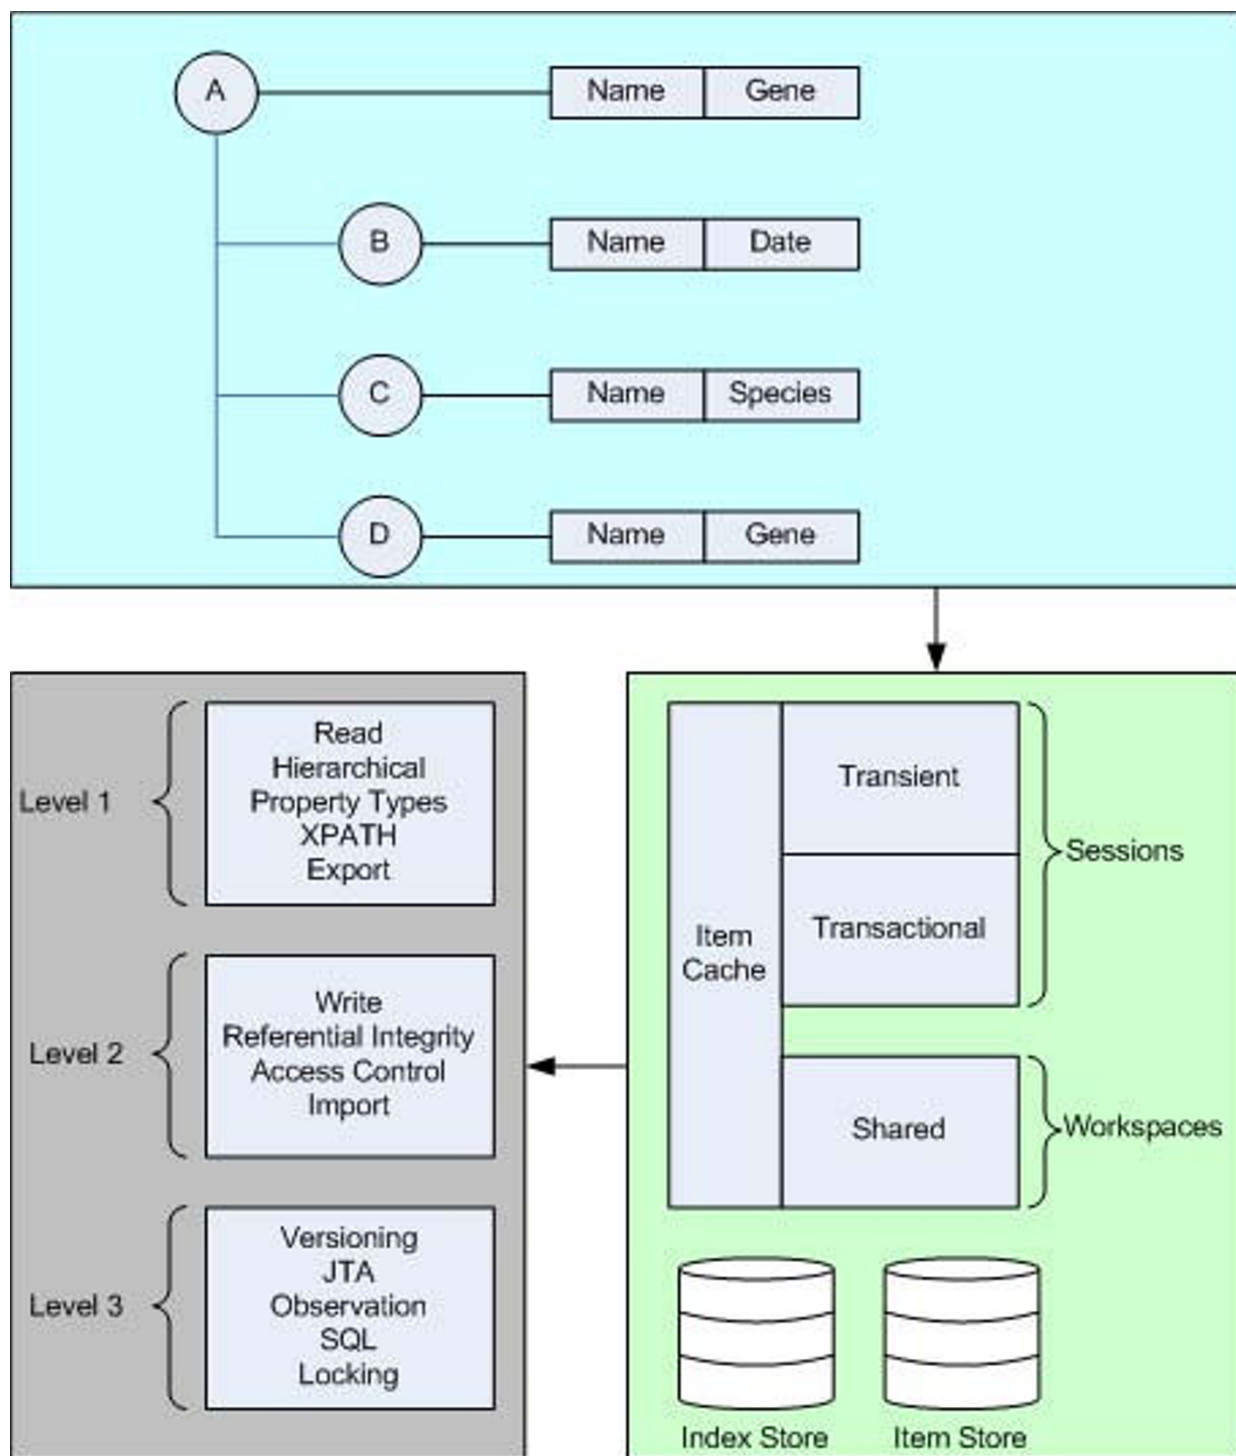 A
Name Gene
B
Name Date
C
Name Species
D
Name Gene
Level 1
Read
Hierarchical
Property Types
XPATH
Export
Level 2
Write
Referential Integrity
Access Control
Import
Level 3
Versioning
JTA
Observation
SQL
Locking
Item
Cache
Transient
Transactional
Sessions
Shared
Workspaces
Index Store
Item Store